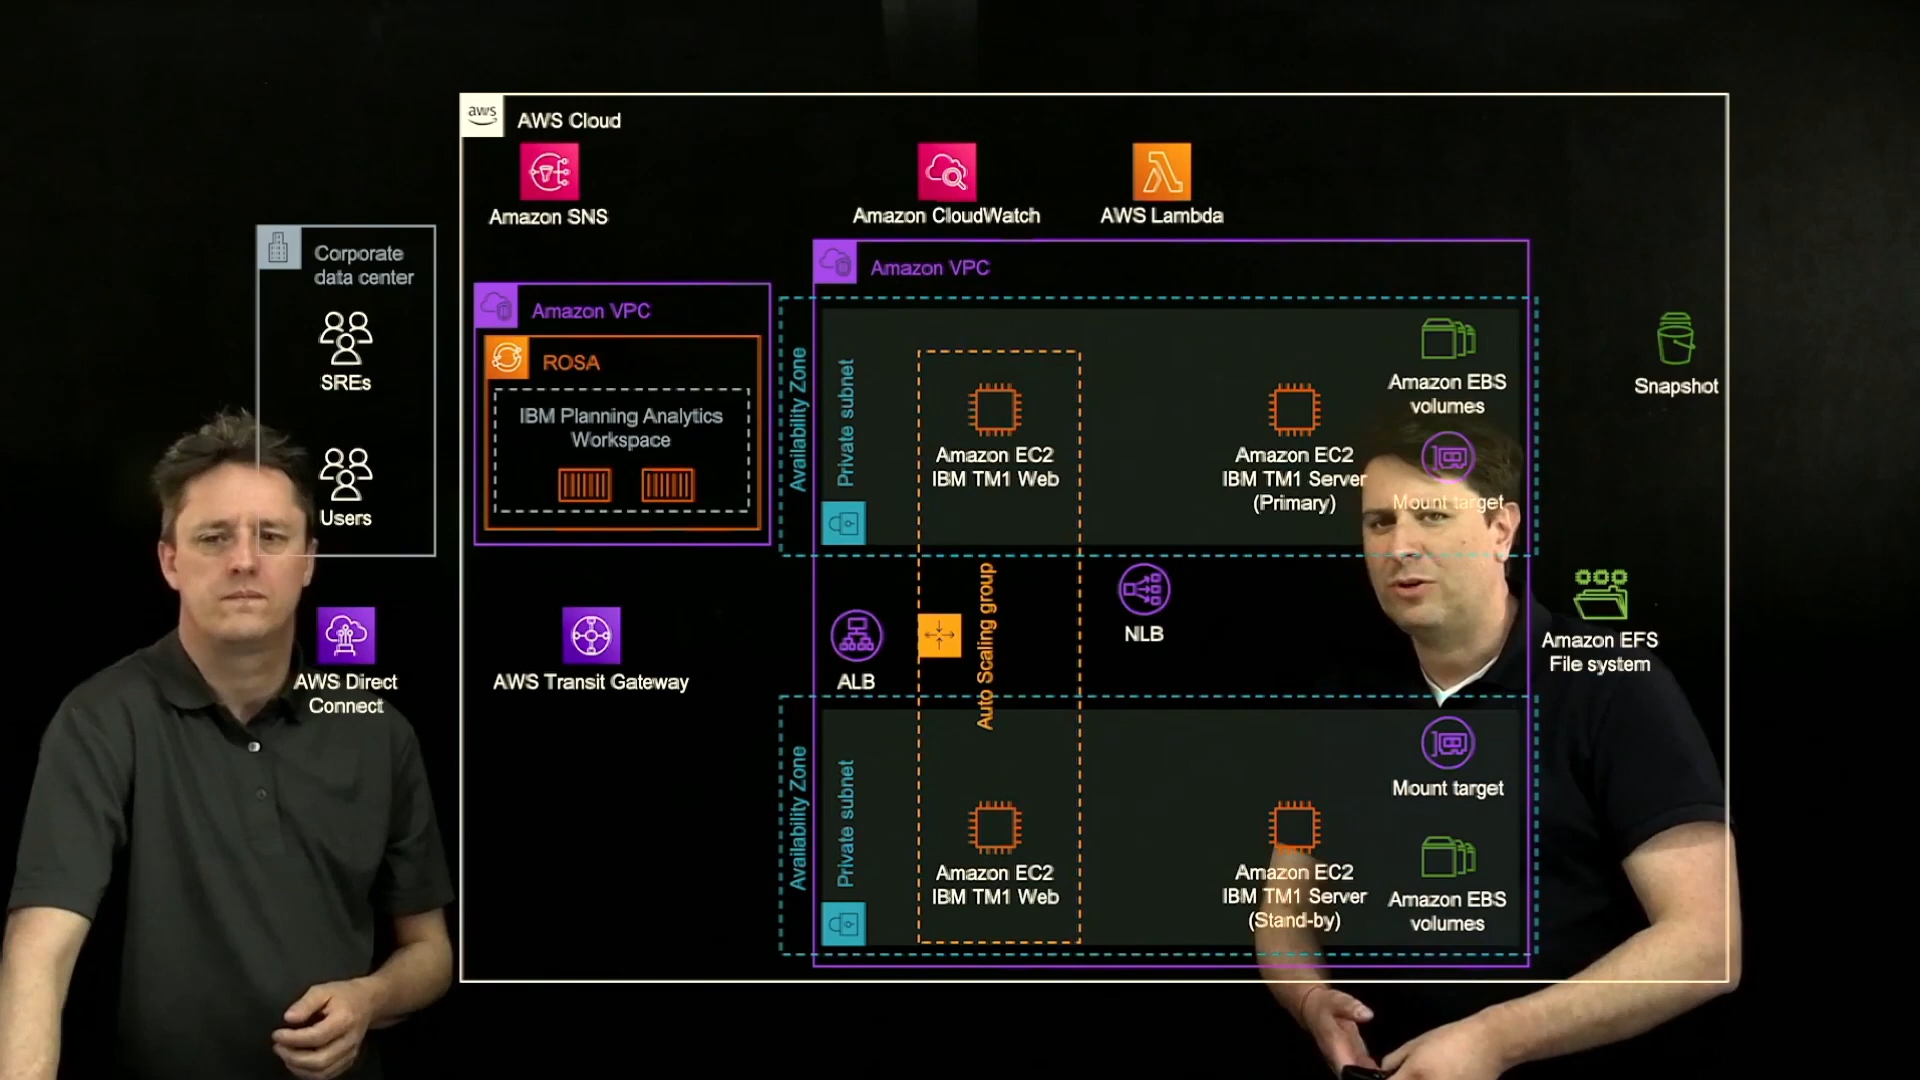 aws
AWS Cloud
Amazon SNS
Amazon CloudWatch
AWS Lambda
Corporate
data center
SREs
Users
Amazon VPC
ROSA
IBM Planning Analytics
Workspace
Amazon VPC
Availability Zone
Private subnet
Amazon EC2
IBM TM1 Web
Amazon EC2
IBM TM1 Server
(Primary)
Amazon EBS
volumes
Mount target
Snapshot
AWS Direct
Connect
AWS Transit Gateway
ALB
Auto Scaling group
NLB
Amazon EFS
File system
Availability Zone
Private subnet
Amazon EC2
IBM TM1 Web
Amazon EC2
IBM TM1 Server
(Stand-by)
Mount target
Amazon EBS
volumes